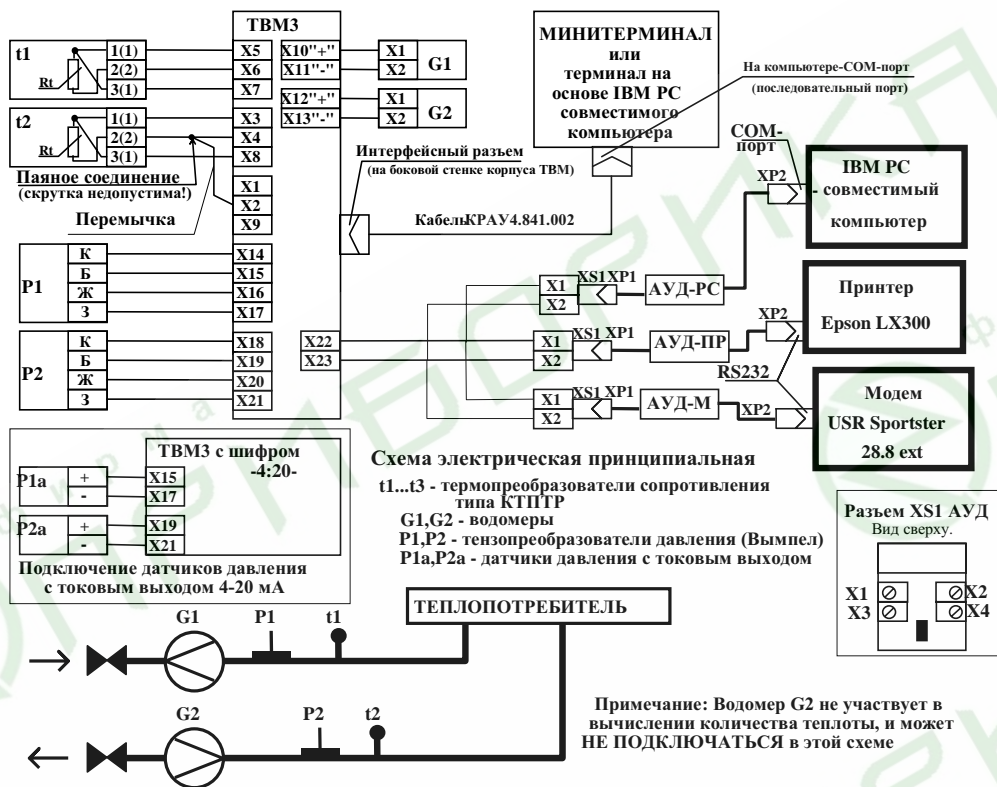 ТВМ3
t1
Rt
1(1)
2(2)
3(1)
X5
X6
X7
t2
Rt
1(1)
2(2)
3(1)
X3
X4
X8
Паяное соединение
(скрутка недопустима!)
Перемычка
X1
X2
X9
X10"+"
X11"-"
X1
X2
G1
X12"+"
X13"-"
X1
X2
G2
P1
К
Б
Ж
З
X14
X15
X16
X17
P2
К
Б
Ж
З
X18
X19
X20
X21
X22
X23
Интерфейсный разъем
(на боковой стенке корпуса ТВМ)
КабельКРАУ4.841.002
МИНИТЕРМИНАЛ
или
терминал на
основе IBM PC
совместимого
компьютера
На компьютере-COM-порт
(последовательный порт)
COM-
порт
XP2
IBM PC
- совместимый
компьютер
X1
X2
XS1 XP1
АУД-РС
X1
X2
XS1 XP1
АУД-ПР
XP2
Принтер
Epson LX300
RS232
X1
X2
XS1 XP1
АУД-М
XP2
Модем
USR Sportster
28.8 ext
ТВМ3 с шифром
-4:20-
P1a
+
-
X15
X17
P2a
+
-
X19
X21
Подключение датчиков давления
с токовым выходом 4-20 мА
Схема электрическая принципиальная
t1...t3 - термопреобразователи сопротивления
типа КТПТР
G1,G2 - водомеры
P1,P2 - тензопреобразователи давления (Вымпел)
P1a,P2a - датчики давления с токовым выходом
Разъем XS1 АУД
Вид сверху.
X1
X2
X3
X4
ТЕПЛОПОТРЕБИТЕЛЬ
G1
P1
t1
G2
P2
t2
Примечание: Водомер G2 не участвует в
вычислении количества теплоты, и может
НЕ ПОДКЛЮЧАТЬСЯ в этой схеме